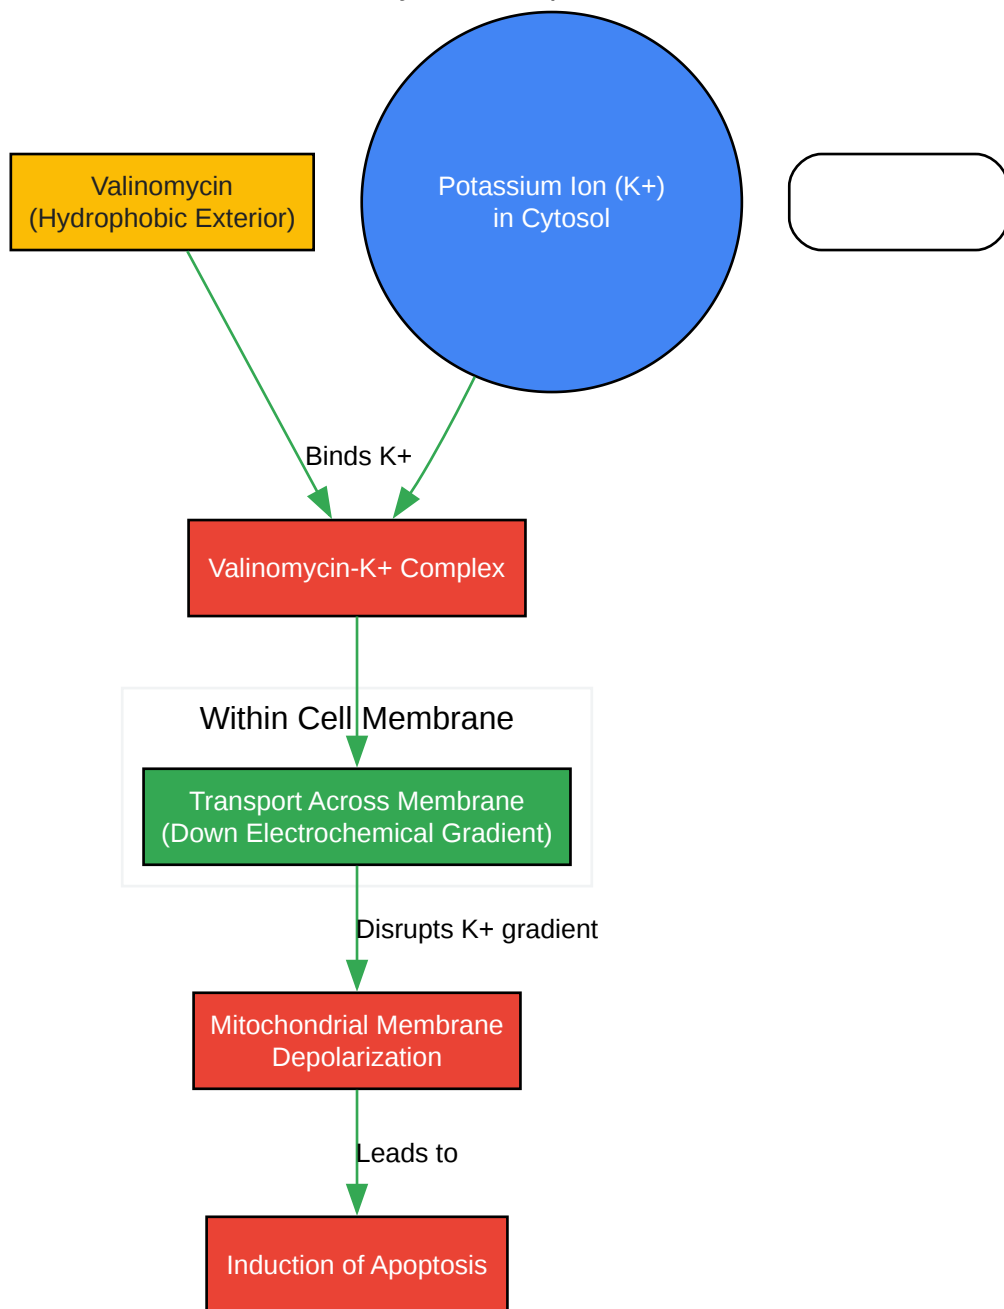 Valinomycin
(Hydrophobic Exterior)
Potassium Ion (K+)
in Cytosol
Binds K+
Valinomycin-K+ Complex
Within Cell Membrane
Transport Across Membrane
(Down Electrochemical Gradient)
Disrupts K+ gradient
Mitochondrial Membrane
Depolarization
Leads to
Induction of Apoptosis